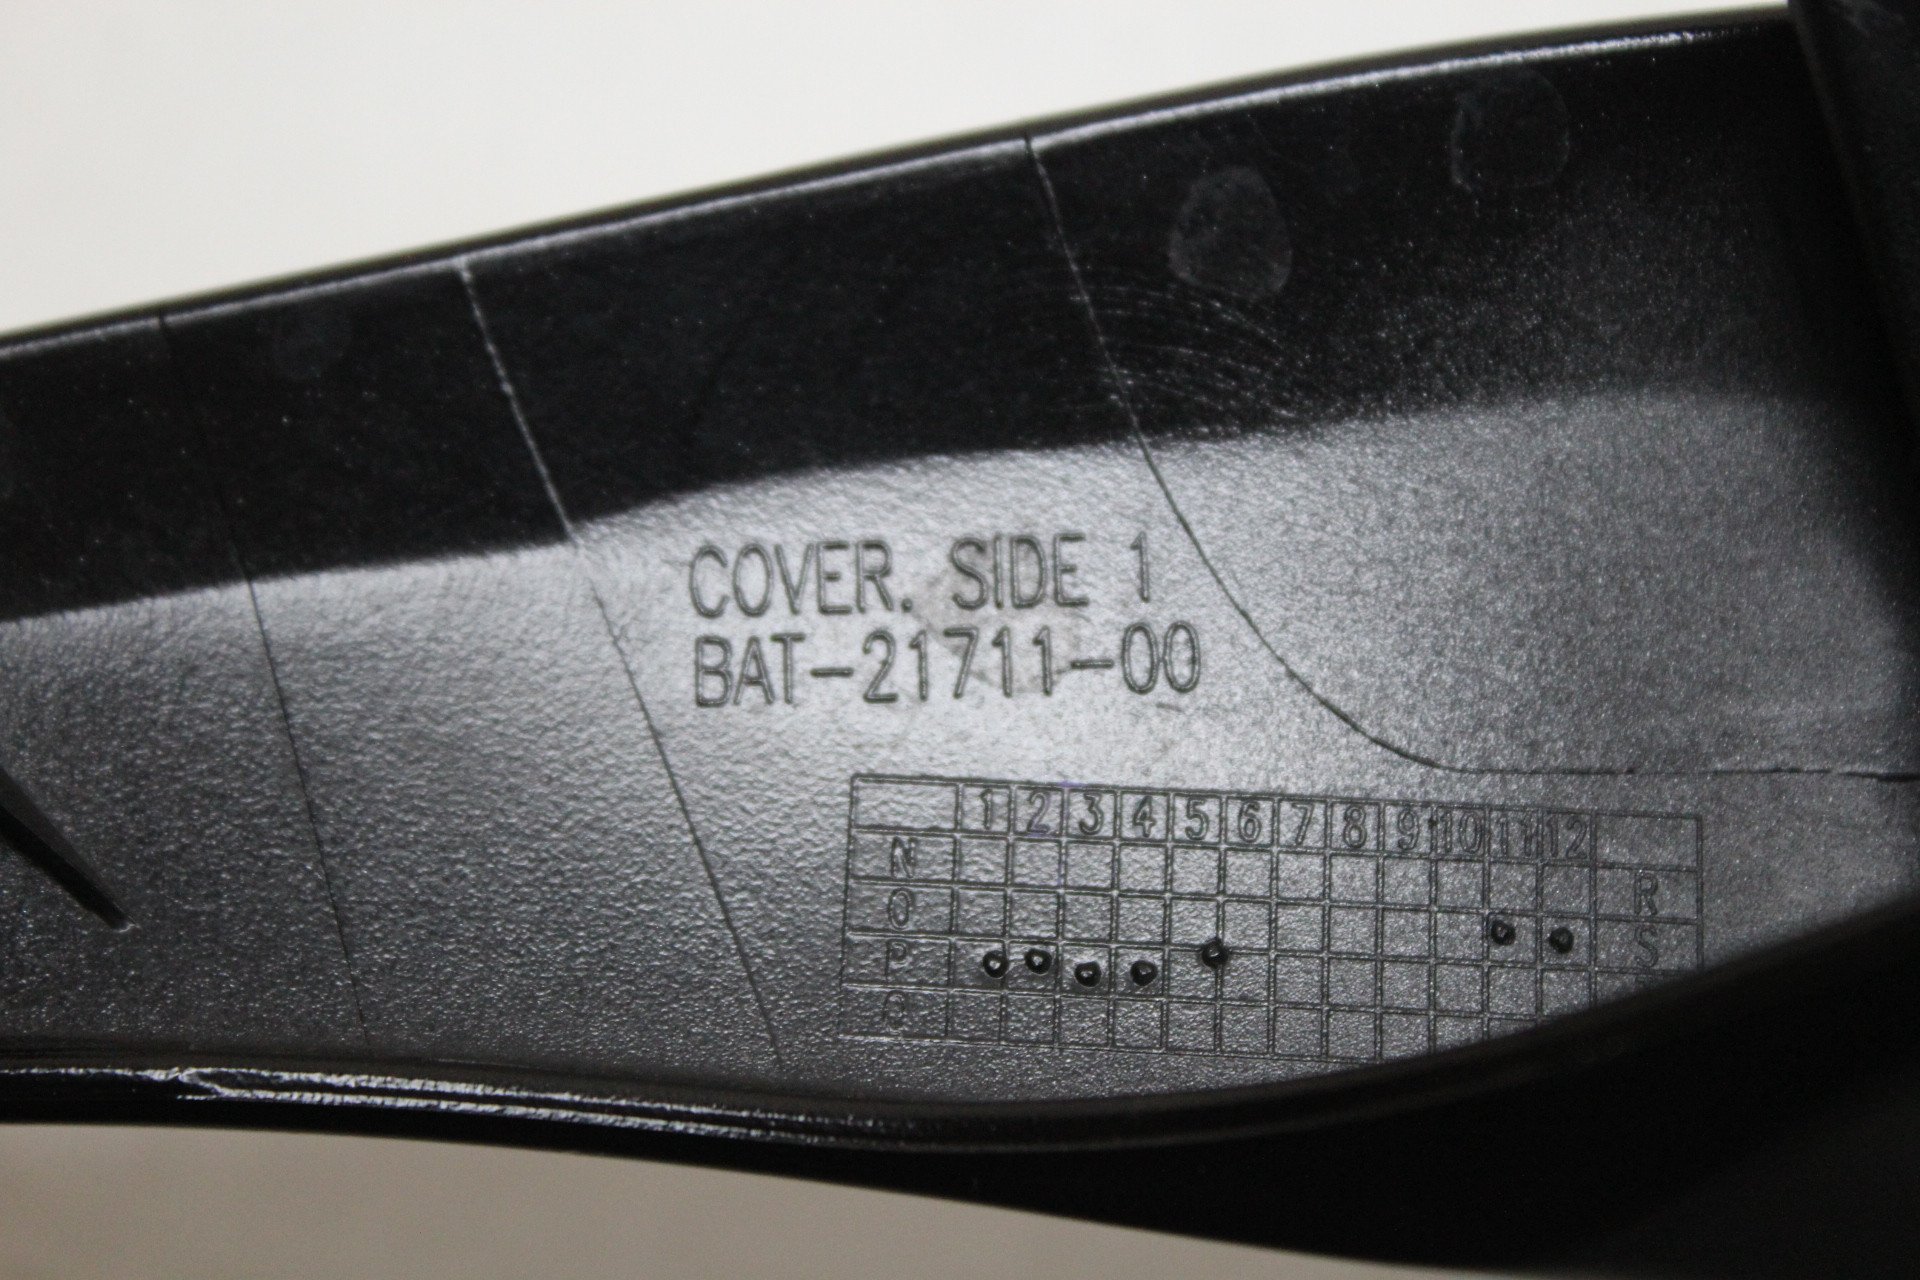 COVER. SIDE 1
BAT-21711-00
1 2 3 4 5 6 7 8 9 10 11 12
N
O R
P S
Q